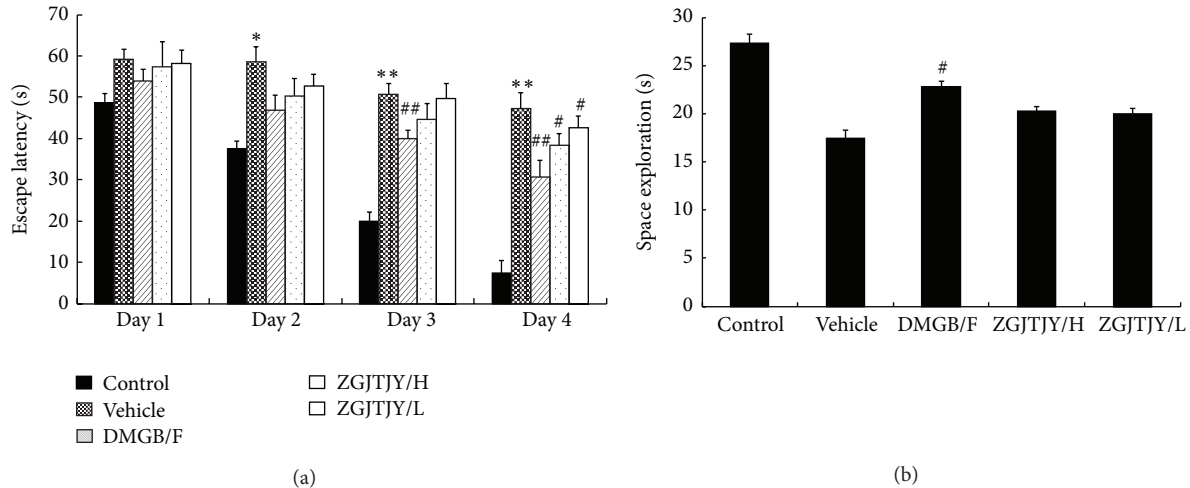 70
60
50
40
30
20
10
0
Escape latency (s)
*
**
##
**
##
#
#
Day 1
Day 2
Day 3
Day 4
Control
Vehicle
DMGB/F
ZGJTJY/H
ZGJTJY/L
(a)
30
25
20
15
10
5
0
Space exploration (s)
#
Control
Vehicle
DMGB/F
ZGJTJY/H
ZGJTJY/L
(b)